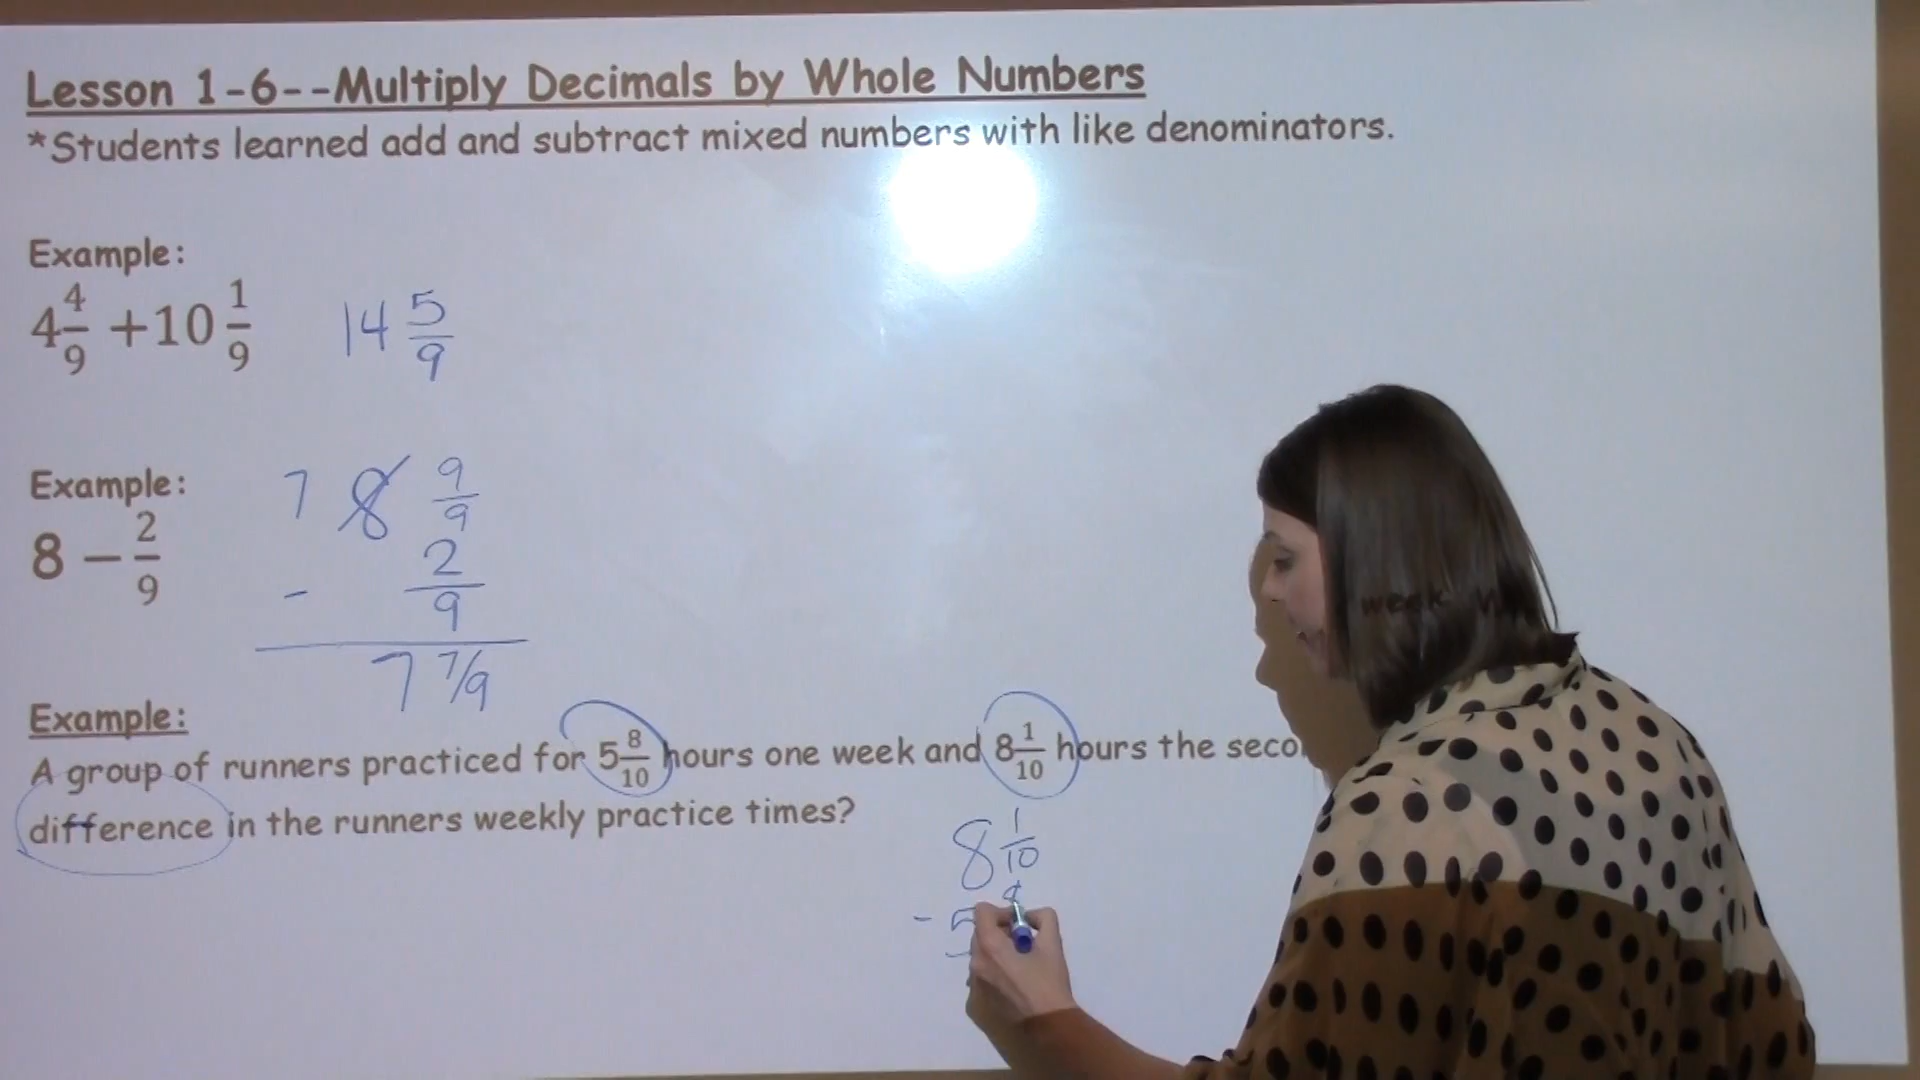 Lesson 1-6--Multiply Decimals by Whole Numbers
*Students learned add and subtract mixed numbers with like denominators.
Example:
4 4/9 +10 1/9 14 5/9
Example:
8 − 2/9
7 8 9/9
- 2/9
7 7/9
Example:
A group of runners practiced for 5 8/10 hours one week and 8 1/10 hours the week
difference in the runners weekly practice times?
8 1/10
- 5